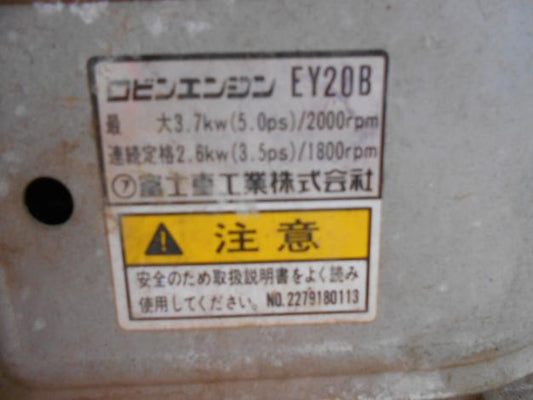 ロビンエンジン EY20B
最 大3.7kw(5.0ps)/2000rpm
連続定格2.6kw(3.5ps)/1800rpm
ア 富士重工業株式会社
注意
安全のため取扱説明書をよく読み
使用してください。NO.2279180113